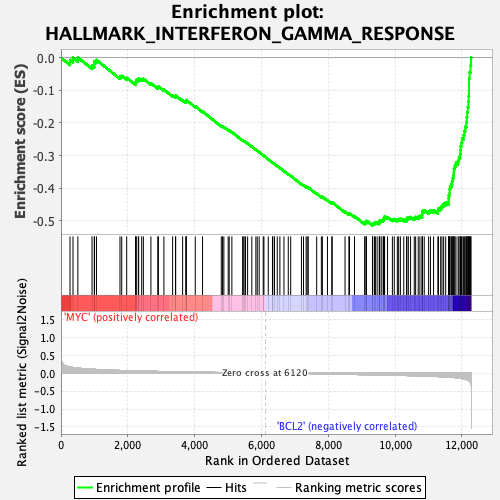 Enrichment plot:
HALLMARK_INTERFERON_GAMMA_RESPONSE
Enrichment score (ES)
0.0
-0.1
-0.2
-0.3
-0.4
-0.5
'MYC' (positively correlated)
Ranked list metric (Signal2Noise)
1.5
1.0
0.5
0.0
-0.5
-1.0
-1.5
Zero cross at 6120
'BCL2' (negatively correlated)
0
2,000
4,000
6,000
8,000
10,000
12,000
Rank in Ordered Dataset
Enrichment profile
Hits
Ranking metric scores